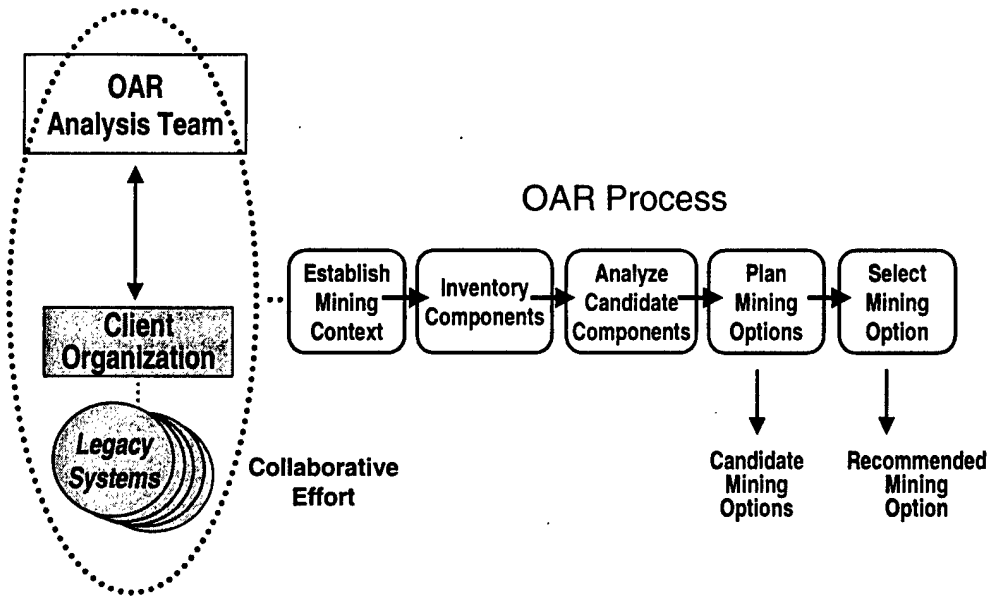 OAR
Analysis Team
Client
Organization
Legacy
Systems
Collaborative
Effort
OAR Process
Establish
Mining
Context
Inventory
Components
Analyze
Candidate
Components
Plan
Mining
Options
Select
Mining
Option
Candidate
Mining
Options
Recommended
Mining
Option